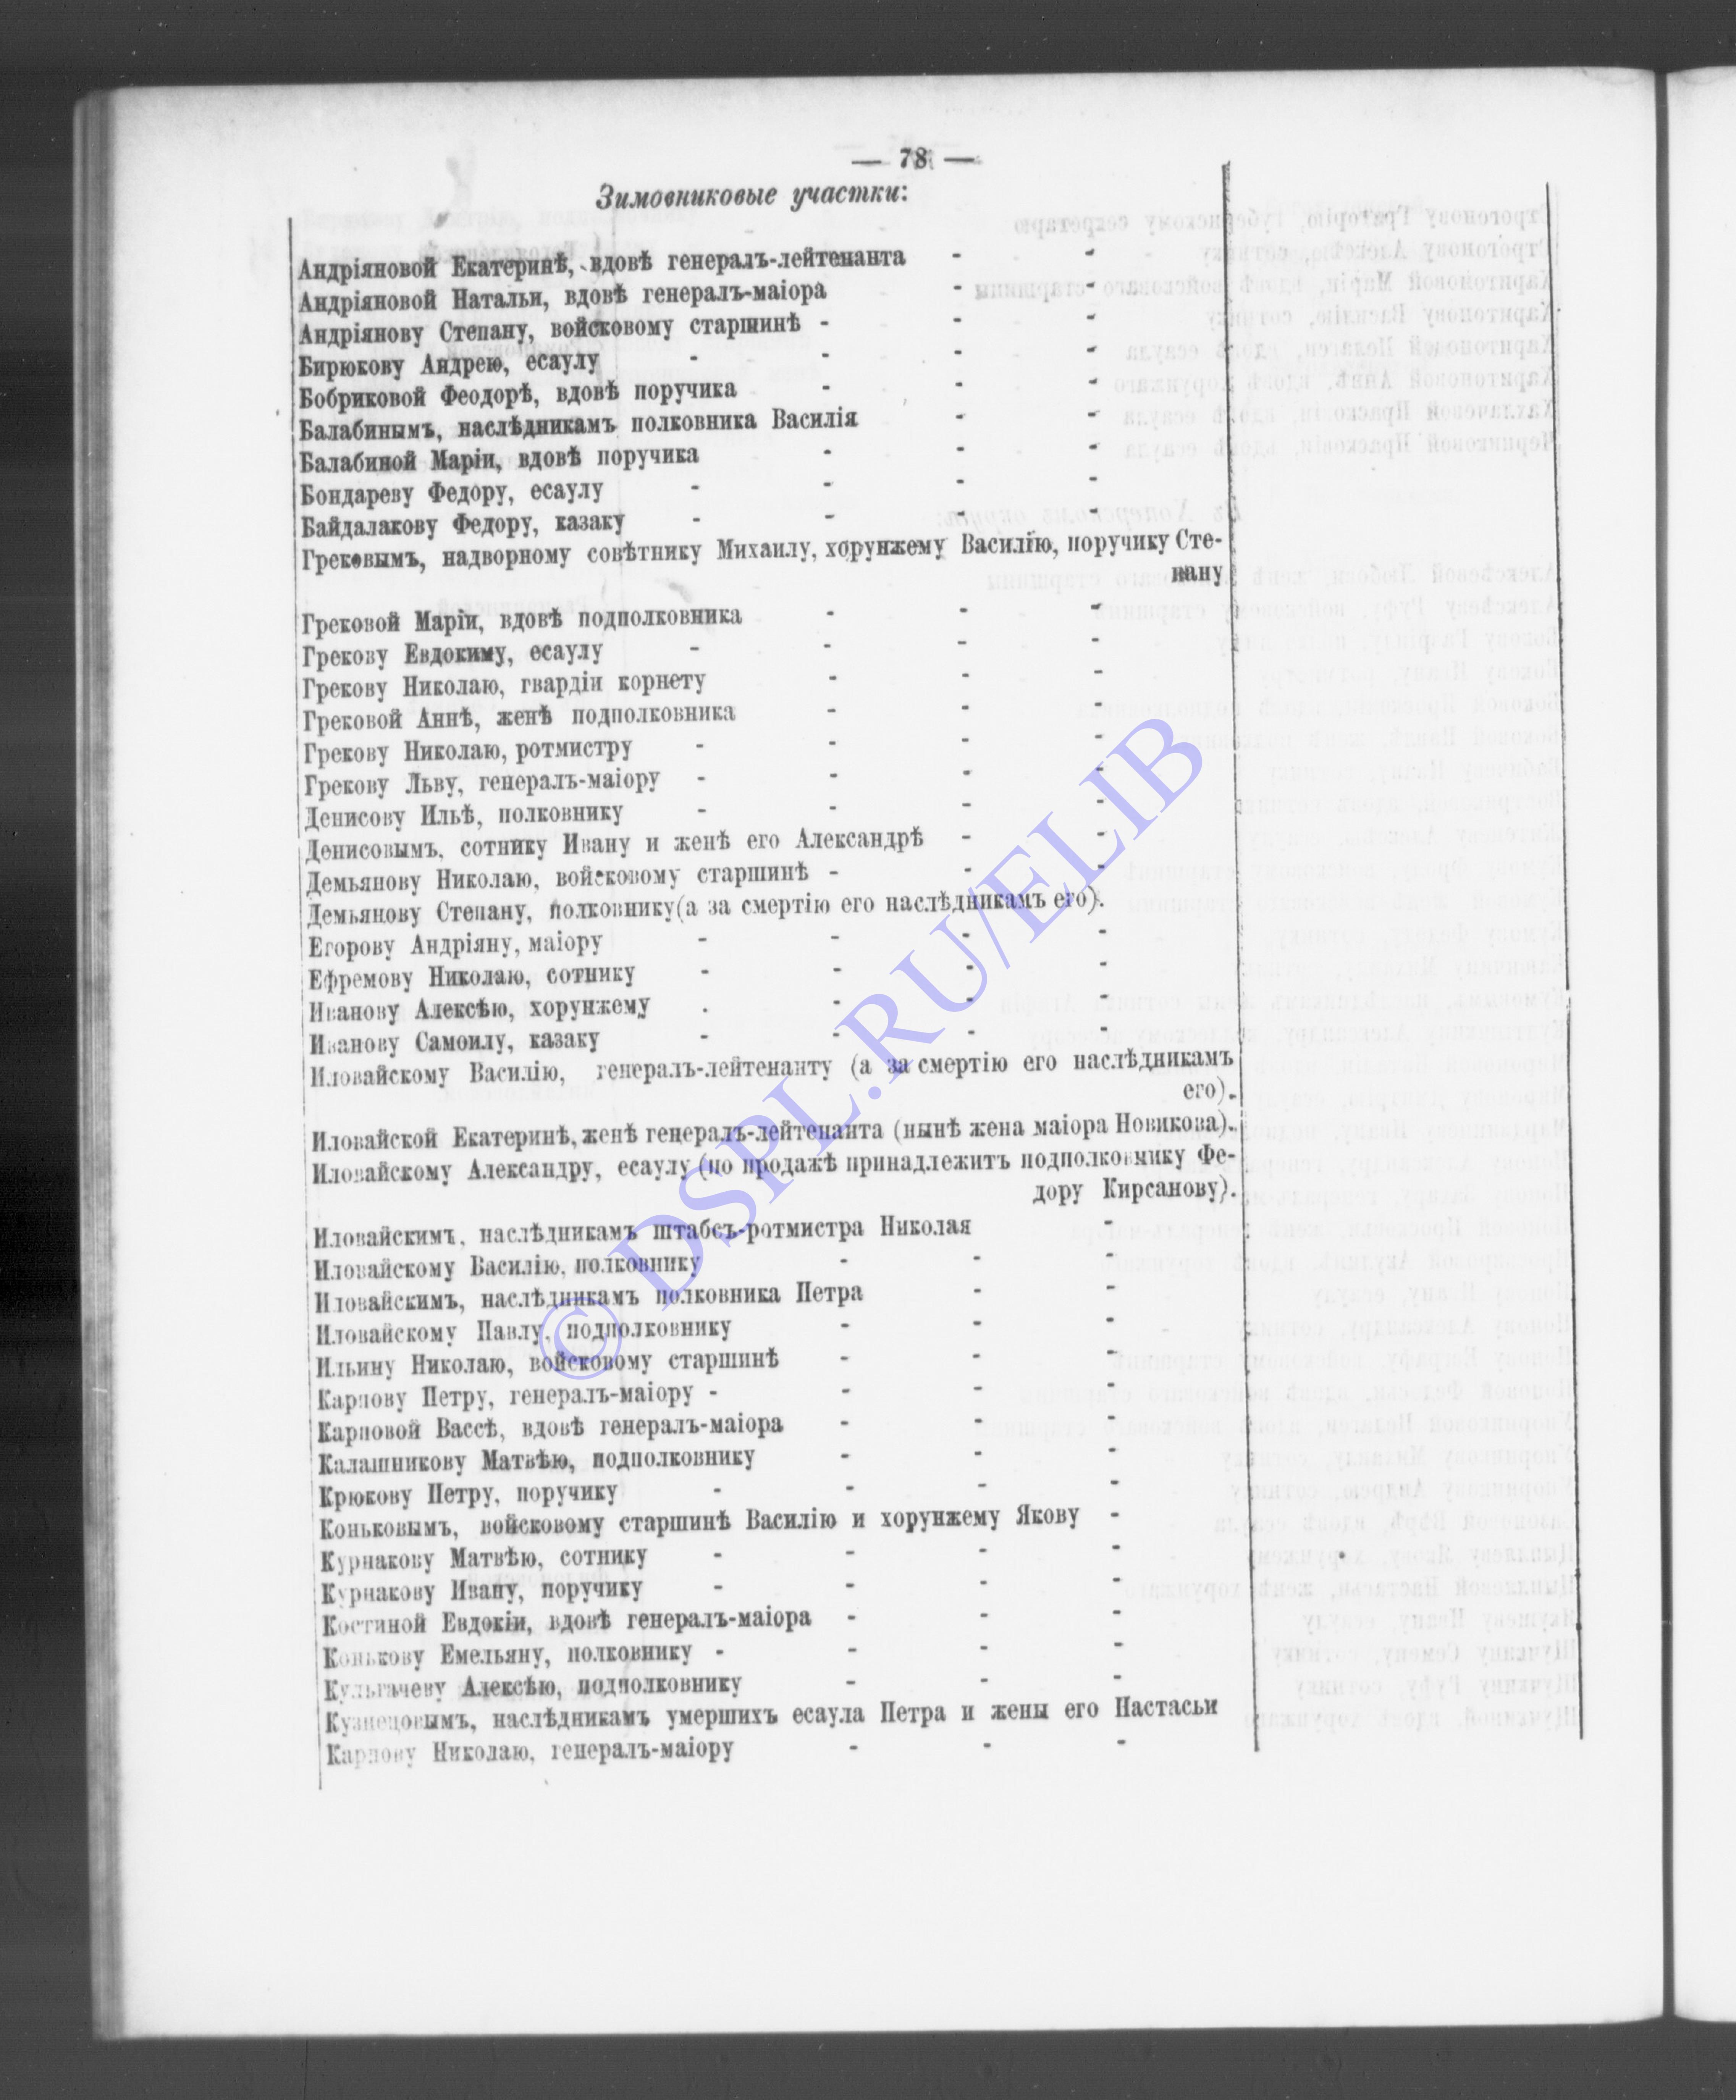 — 78 —
Зимовниковые участки:
Андріяновой Екатеринѣ, вдовѣ генералъ-лейтенанта - -
Андріяновой Натальи, вдовѣ генералъ-маіора - -
Андріянову Степану, войсковому старшинѣ - - -
Бирюкову Андрею, есаулу - - - -
Бобриковой Феодорѣ, вдовѣ поручика - - -
Балабинымъ, наслѣдникамъ полковника Василія - -
Балабиной Маріи, вдовѣ поручика - - -
Бондареву Федору, есаулу - - - -
Байдалакову Федору, казаку - - - -
Грековымъ, надворному совѣтнику Михаилу, хорунжему Василію, поручику Сте-
пану
Грековой Маріи, вдовѣ подполковника - - -
Грекову Евдокиму, есаулу - - - -
Грекову Николаю, гвардіи корнету - - -
Грековой Аннѣ, женѣ подполковника - - -
Грекову Николаю, ротмистру - - - -
Грекову Льву, генералъ-маіору - - - -
Денисову Ильѣ, полковнику - - - -
Денисовымъ, сотнику Ивану и женѣ его Александрѣ - -
Демьянову Николаю, войсковому старшинѣ - - -
Демьянову Степану, полковнику (а за смертію его наслѣдникамъ его).
Егорову Андріяну, маіору - - - -
Ефремову Николаю, сотнику - - - -
Иванову Алексѣю, хорунжему . - - -
Иванову Самоилу, казаку - - - -
Иловайскому Василію, генералъ-лейтенанту (а за смертію его наслѣдникамъ
его).
Иловайской Екатеринѣ, женѣ генералъ-лейтенанта (нынѣ жена маіора Новикова).
Иловайскому Александру, есаулу (по продажѣ принадлежитъ подполковнику Фе-
дору Кирсанову).
Иловайскимъ, наслѣдникамъ штабсъ-ротмистра Николая -
Иловайскому Василію, полковнику - - -
Иловайскимъ, наслѣдникамъ полковника Петра - -
Иловайскому Павлу, подполковнику - - -
Ильину Николаю, войсковому старшинѣ - - -
Карпову Петру, генералъ-маіору - - - -
Карповой Вассѣ, вдовѣ генералъ-маіора - - -
Калашникову Матвѣю, подполковнику - - -
Крюкову Петру, поручику - - - -
Коньковымъ, войсковому старшинѣ Василію и хорунжему Якову -
Курнакову Матвѣю, сотнику - - - -
Курнакову Ивану, поручику - - - -
Костиной Евдокіи, вдовѣ генералъ-маіора - - -
Конькову Емельяну, полковнику - - - -
Кульгачеву Алексѣю, подполковнику - - -
Кузнецовымъ, наслѣдникамъ умершихъ есаула Петра и жены его Настасьи
Карпову Николаю, генералъ-маіору - - -
© DSPL.RU/ELIB